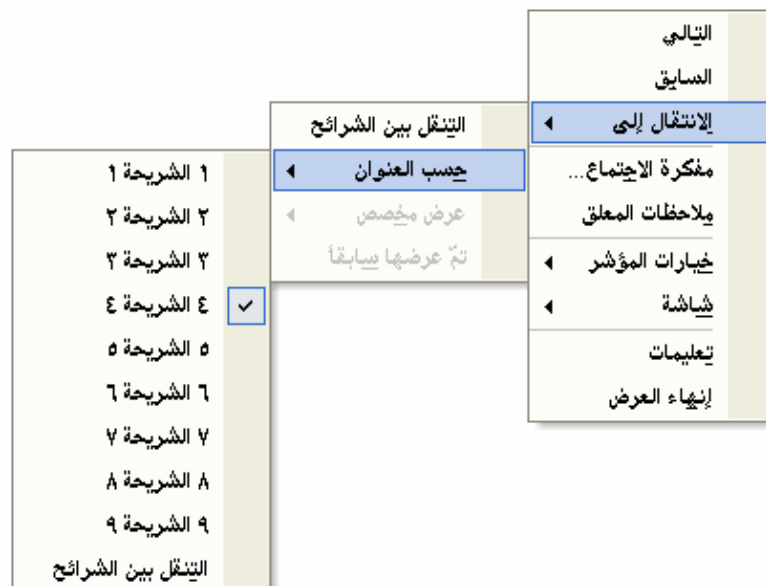 التالي
السابق
الانتقال إلى
مفكرة الاجتماع...
ملاحظات المعلق
خيارات المؤشر
شاشة
تعليمات
إنهاء العرض
التنقل بين الشرائح
حسب العنوان
عرض مخصص
تمّ عرضها سابقاً
١ الشريحة ١
٢ الشريحة ٢
٣ الشريحة ٣
٤ الشريحة ٤
٥ الشريحة ٥
٦ الشريحة ٦
٧ الشريحة ٧
٨ الشريحة ٨
٩ الشريحة ٩
التنقل بين الشرائح